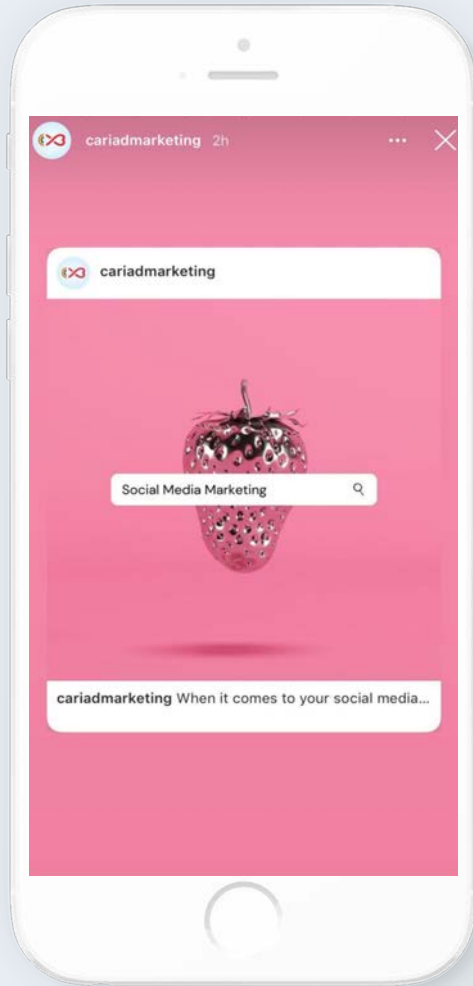 cariadmarketing 2h
cariadmarketing
Social Media Marketing
cariadmarketing When it comes to your social media...